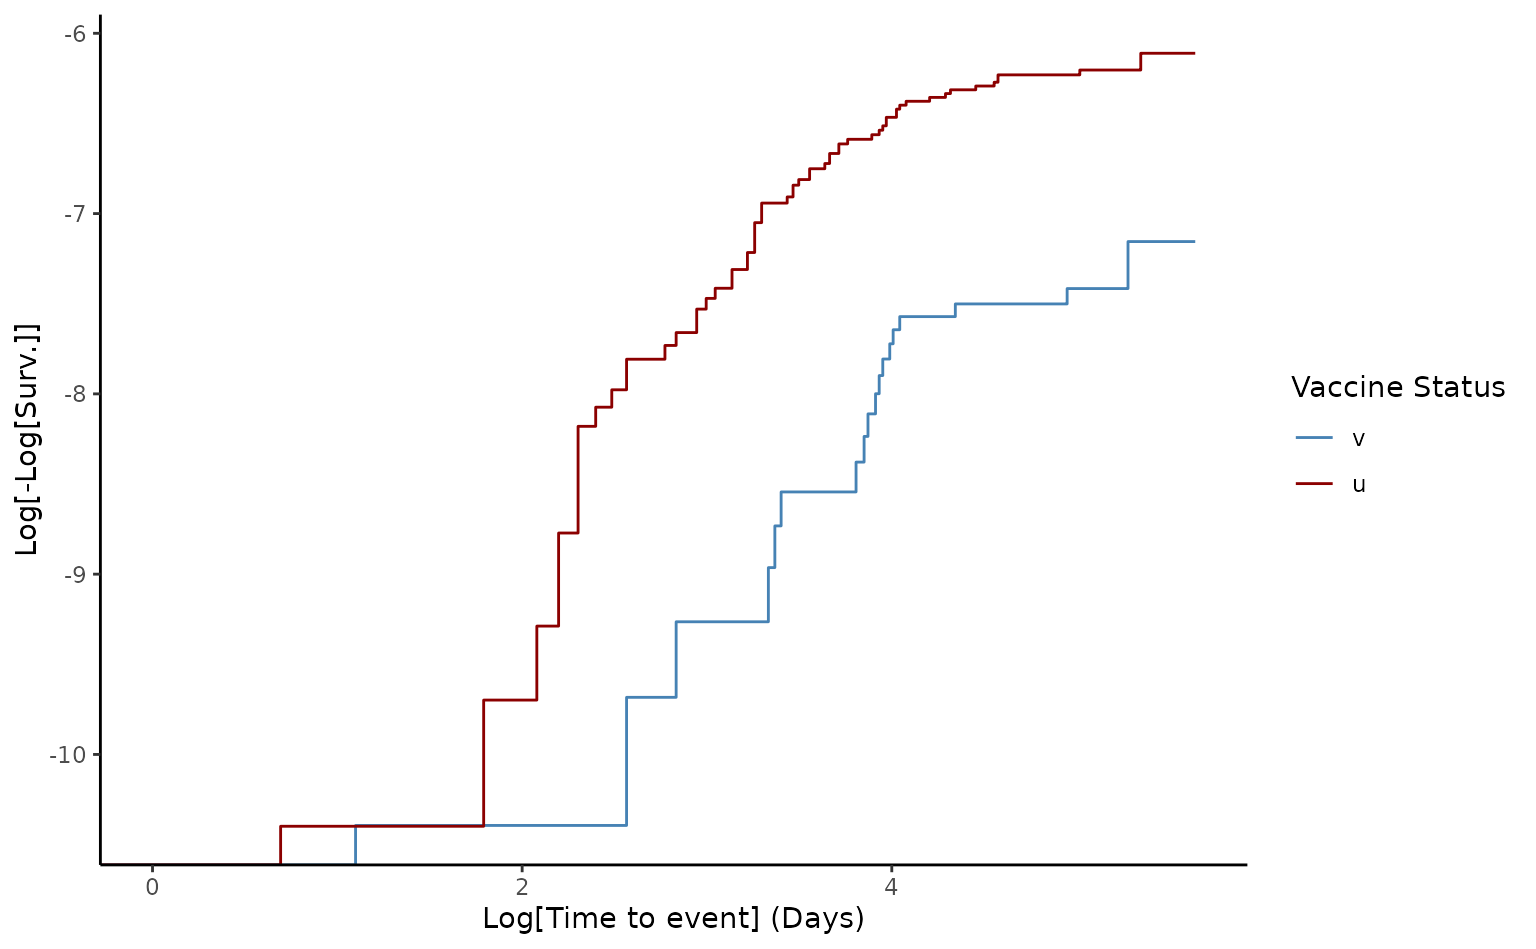 -6
-7
-8
-9
-10
Log[-Log[Surv.]]
0
2
4
Log[Time to event] (Days)
Vaccine Status
v
u